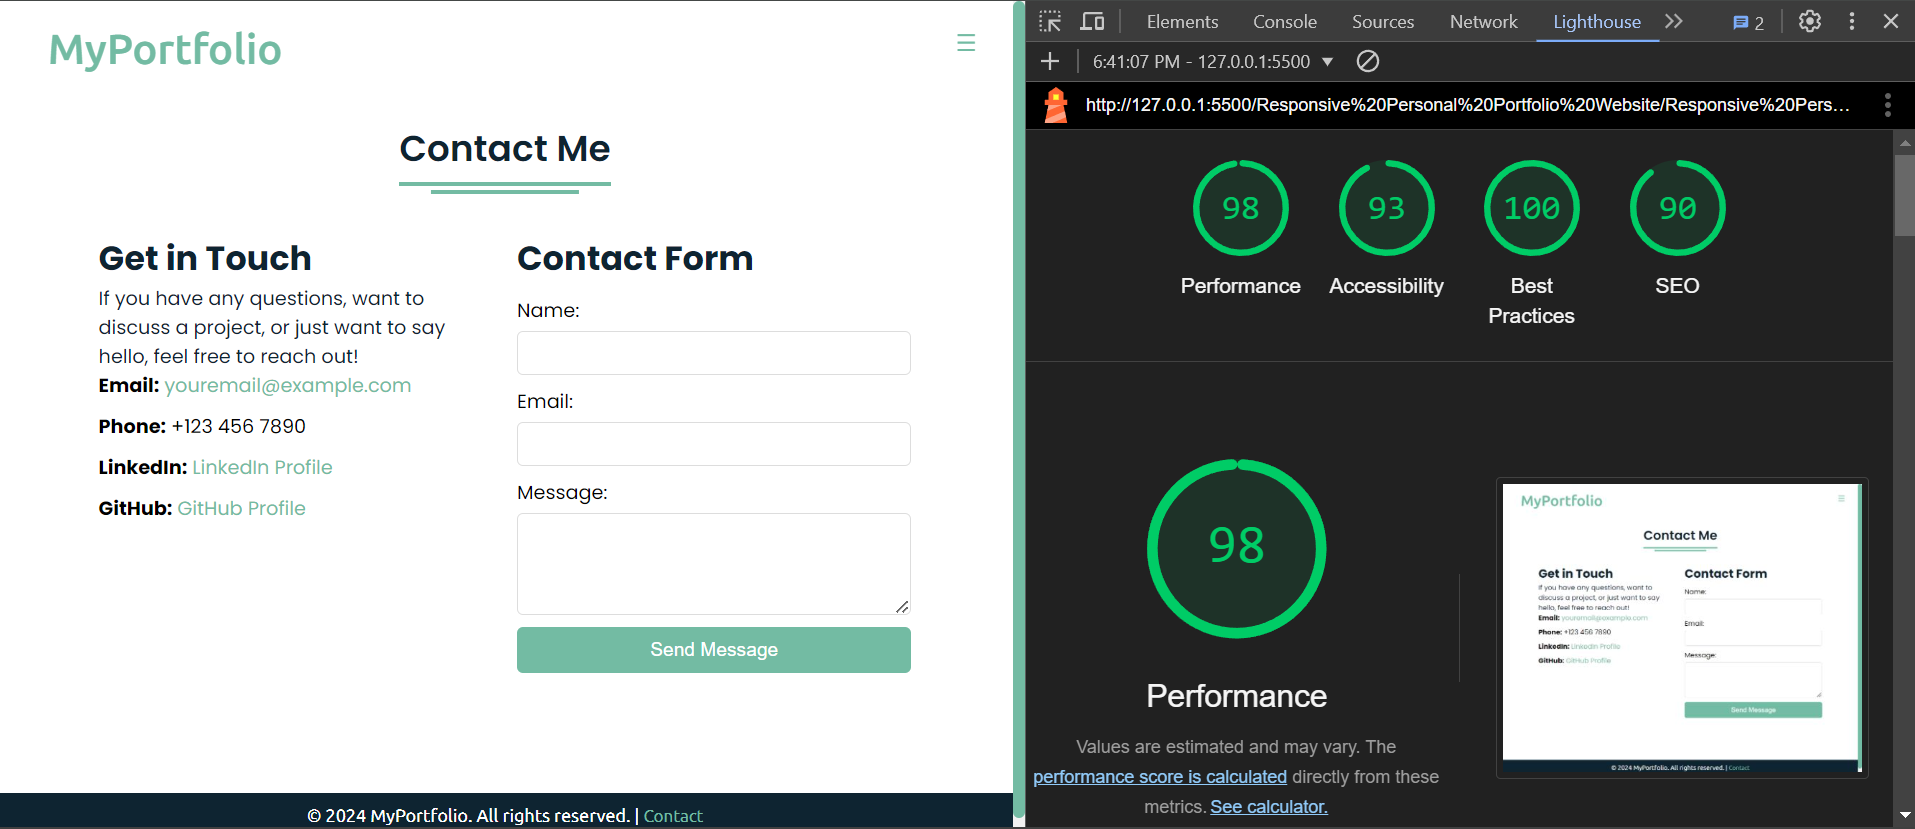 MyPortfolio
Contact Me
Get in Touch
If you have any questions, want to
discuss a project, or just want to say
hello, feel free to reach out!
Email: youremail@example.com
Phone: +123 456 7890
LinkedIn: LinkedIn Profile
GitHub: GitHub Profile
Contact Form
Name:
Email:
Message:
Send Message
© 2024 MyPortfolio. All rights reserved. | Contact
Elements Console Sources Network Lighthouse 2
6:41:07 PM - 127.0.0.1:5500
http://127.0.0.1:5500/Responsive%20Personal%20Portfolio%20Website/Responsive%20Pers…
98 93 100 90
Performance Accessibility Best SEO
Practices
98
Performance
Values are estimated and may vary. The
performance score is calculated directly from these
metrics. See calculator.
MyPortfolio
Contact Me
Get in Touch
If you have any questions, want to
discuss a project, or just want to say
hello, feel free to reach out!
Email: youremail@example.com
Phone: +123 456 7890
LinkedIn: LinkedIn Profile
GitHub: GitHub Profile
Contact Form
Name:
Email:
Message:
Send Message
© 2024 MyPortfolio. All rights reserved. | Contact